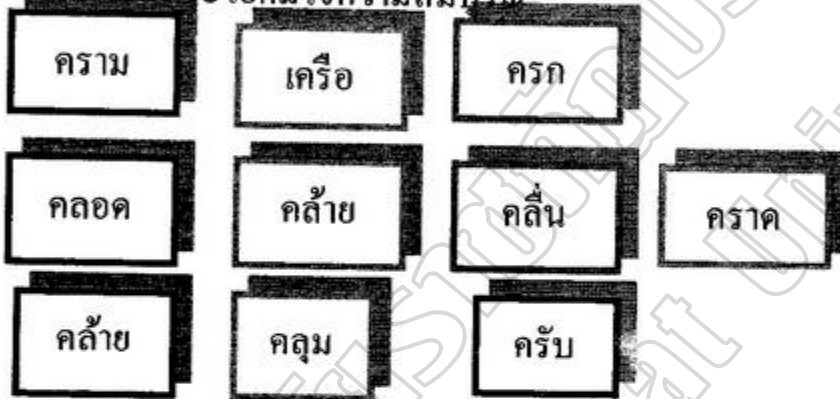 คราม เครือ ครก
คลอด คล้าย คลื่น คราด
คล้าย คลุม ครับ